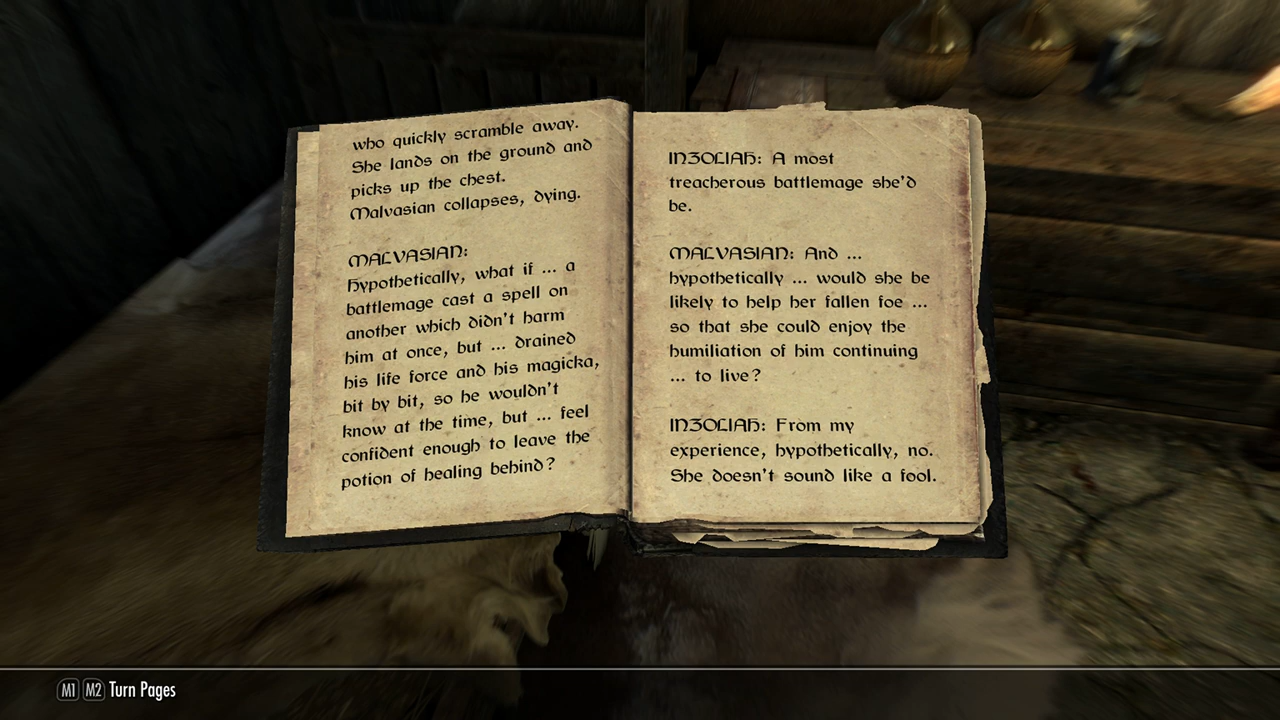 who quickly scramble away.
She lands on the ground and
picks up the chest.
Malvasian collapses, dying.
MALVASIAN:
Hypothetically, what if ... a
battlemage cast a spell on
another which didn't harm
him at once, but ... drained
his life force and his magicka,
bit by bit, so he wouldn't
know at the time, but ... feel
confident enough to leave the
potion of healing behind?
INZOLIAH: A most
treacherous battlemage she'd
be.
MALVASIAN: And ...
hypothetically ... would she be
likely to help her fallen foe ...
so that she could enjoy the
humiliation of him continuing
... to live?
INZOLIAH: From my
experience, hypothetically, no.
She doesn't sound like a fool.
M1 M2 Turn Pages